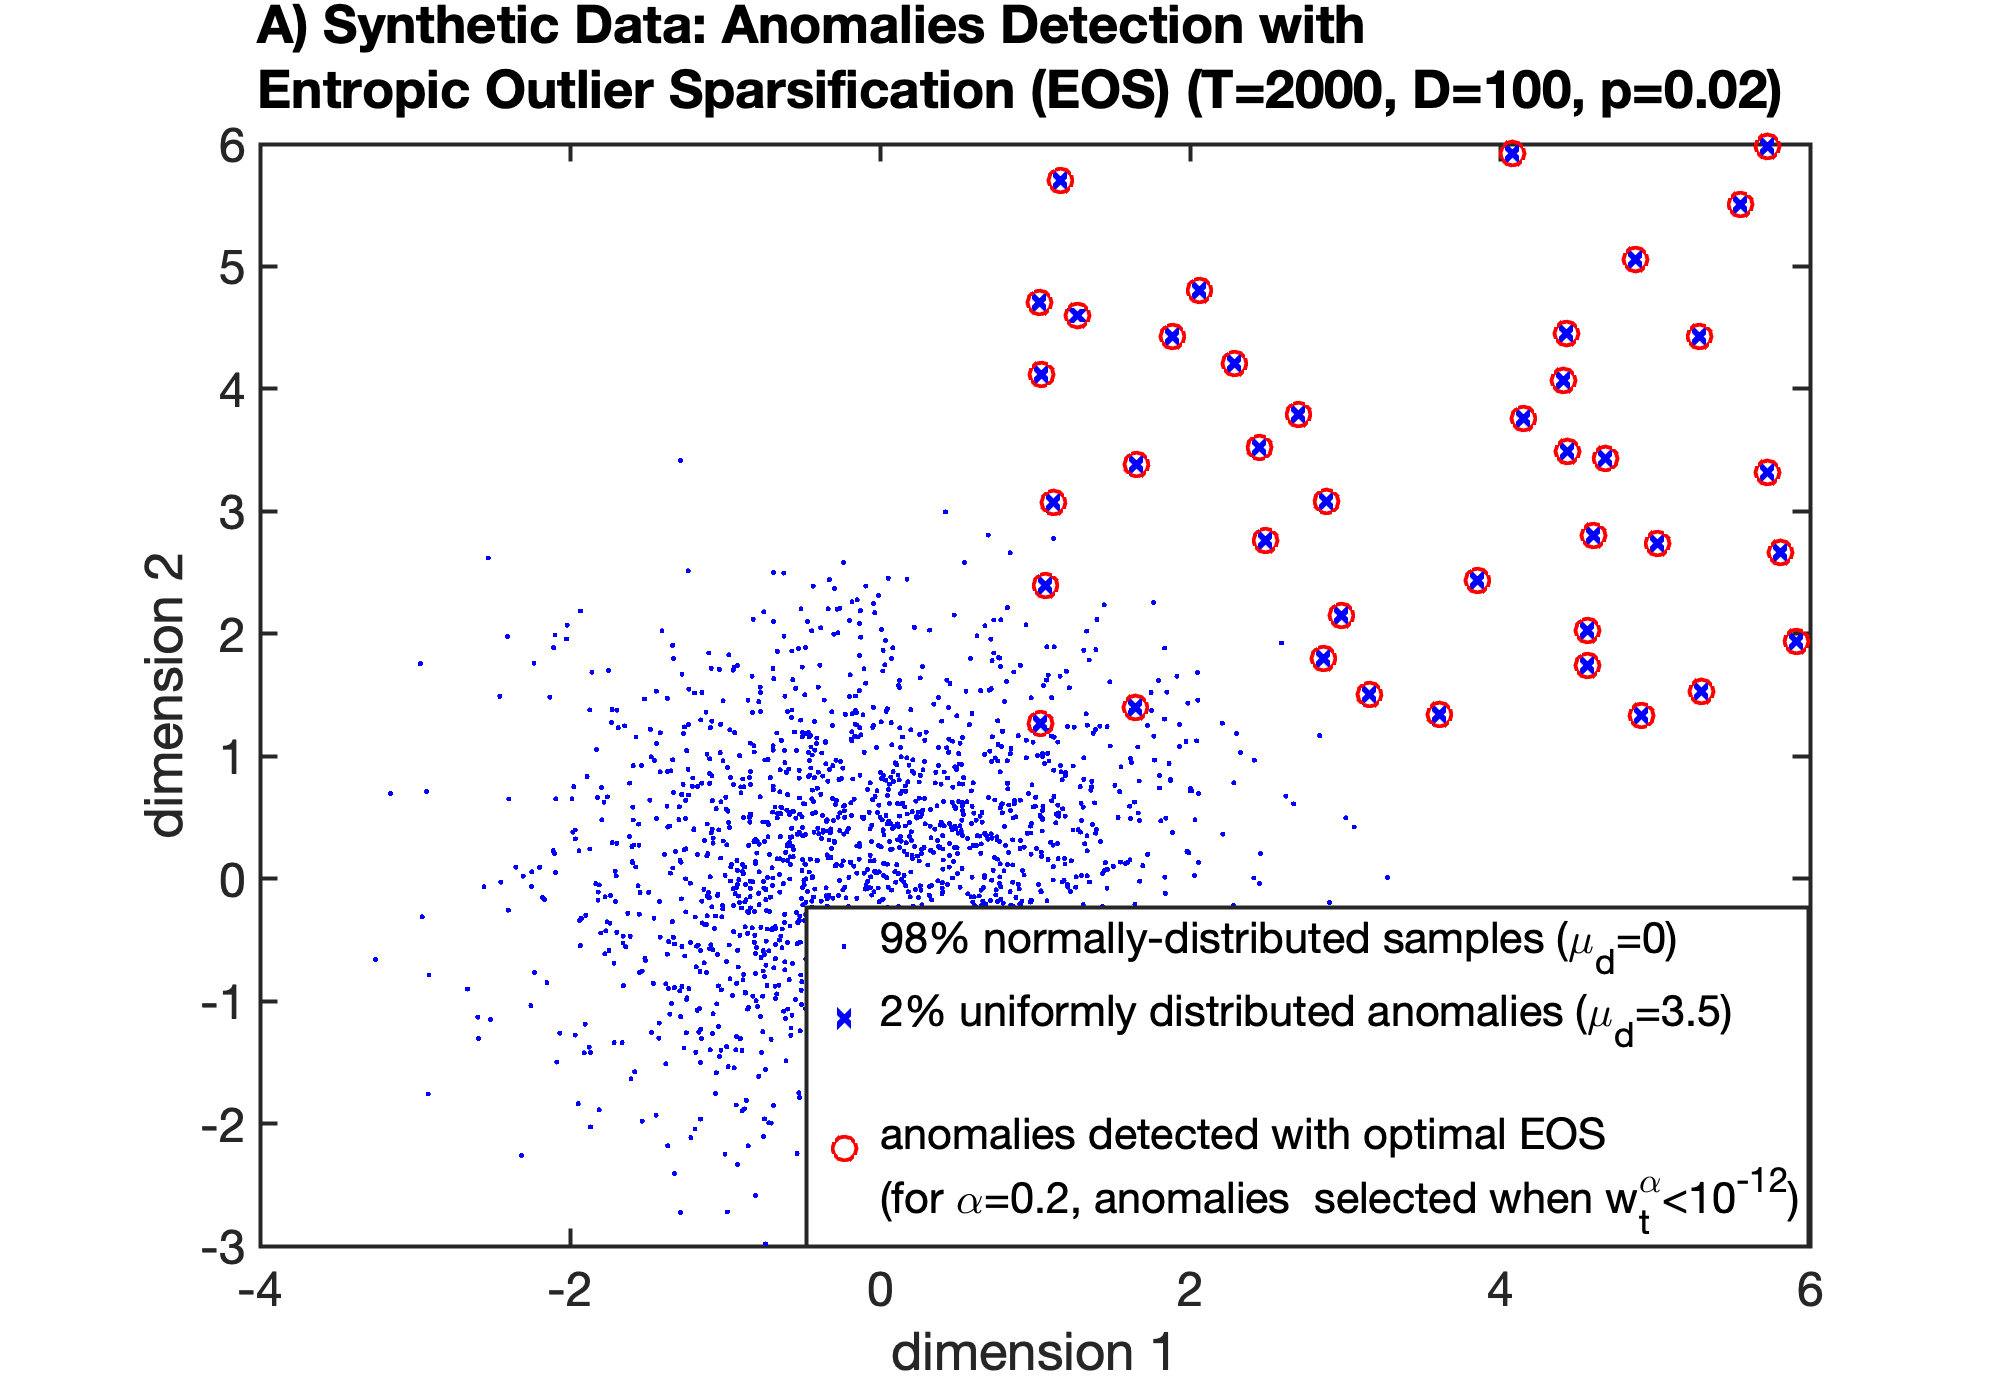 A) Synthetic Data: Anomalies Detection with
Entropic Outlier Sparsification (EOS) (T=2000, D=100, p=0.02)
6
5
4
3
2
1
0
-1
-2
-3
dimension 2
98% normally-distributed samples (μ_d=0)
2% uniformly distributed anomalies (μ_d=3.5)
anomalies detected with optimal EOS
(for α=0.2, anomalies  selected when w_t^α<10^-12)
-4 -2 0 2 4 6
dimension 1